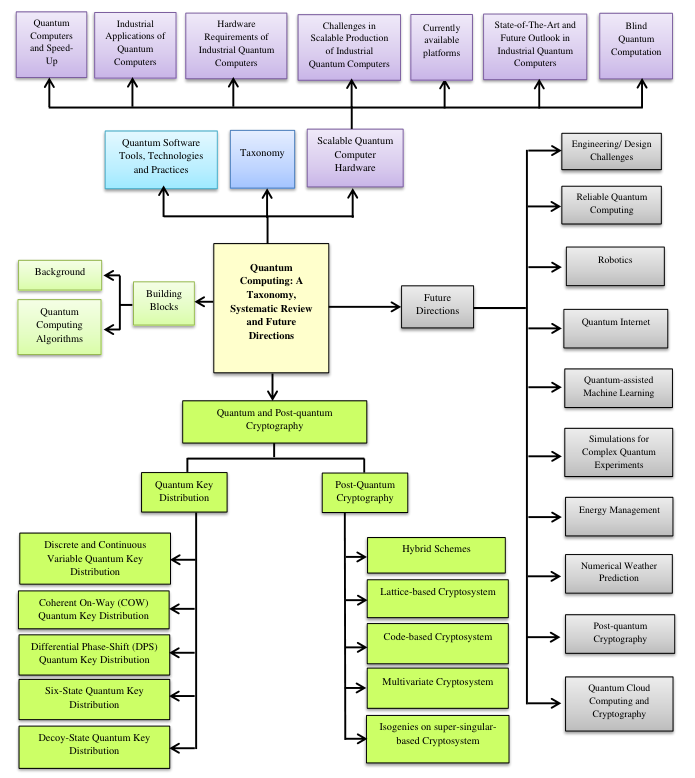 Quantum
Computers
and Speed-
Up
Industrial
Applications of
Quantum
Computers
Hardware
Requirements of
Industrial Quantum
Computers
Challenges in
Scalable Production
of Industrial
Quantum Computers
Currently
available
platforms
State-of-The-Art and
Future Outlook in
Industrial Quantum
Computers
Blind
Quantum
Computation
Quantum Software
Tools, Technologies
and Practices
Taxonomy
Scalable Quantum
Computer
Hardware
Background
Quantum
Computing
Algorithms
Building
Blocks
Quantum
Computing: A
Taxonomy,
Systematic Review
and Future
Directions
Future
Directions
Engineering/ Design
Challenges
Reliable Quantum
Computing
Robotics
Quantum Internet
Quantum-assisted
Machine Learning
Simulations for
Complex Quantum
Experiments
Energy Management
Numerical Weather
Prediction
Post-quantum
Cryptography
Quantum Cloud
Computing and
Cryptography
Quantum and Post-quantum
Cryptography
Quantum Key
Distribution
Discrete and Continuous
Variable Quantum Key
Distribution
Coherent On-Way (COW)
Quantum Key Distribution
Differential Phase-Shift (DPS)
Quantum Key Distribution
Six-State Quantum Key
Distribution
Decoy-State Quantum Key
Distribution
Post-Quantum
Cryptography
Hybrid Schemes
Lattice-based Cryptosystem
Code-based Cryptosystem
Multivariate Cryptosystem
Isogenies on super-singular-
based Cryptosystem